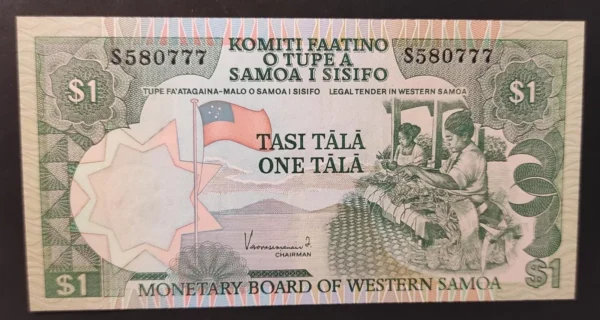 KOMITI FAATINO
S580777 O TUPE A S580777
SAMOA I SISIFO
$1 $1
TUPE FA'ATAGAINA-MALO O SAMOA I SISIFO LEGAL TENDER IN WESTERN SAMOA
TASI TĀLĀ
ONE TĀLĀ
CHAIRMAN
$1 $1
MONETARY BOARD OF WESTERN SAMOA